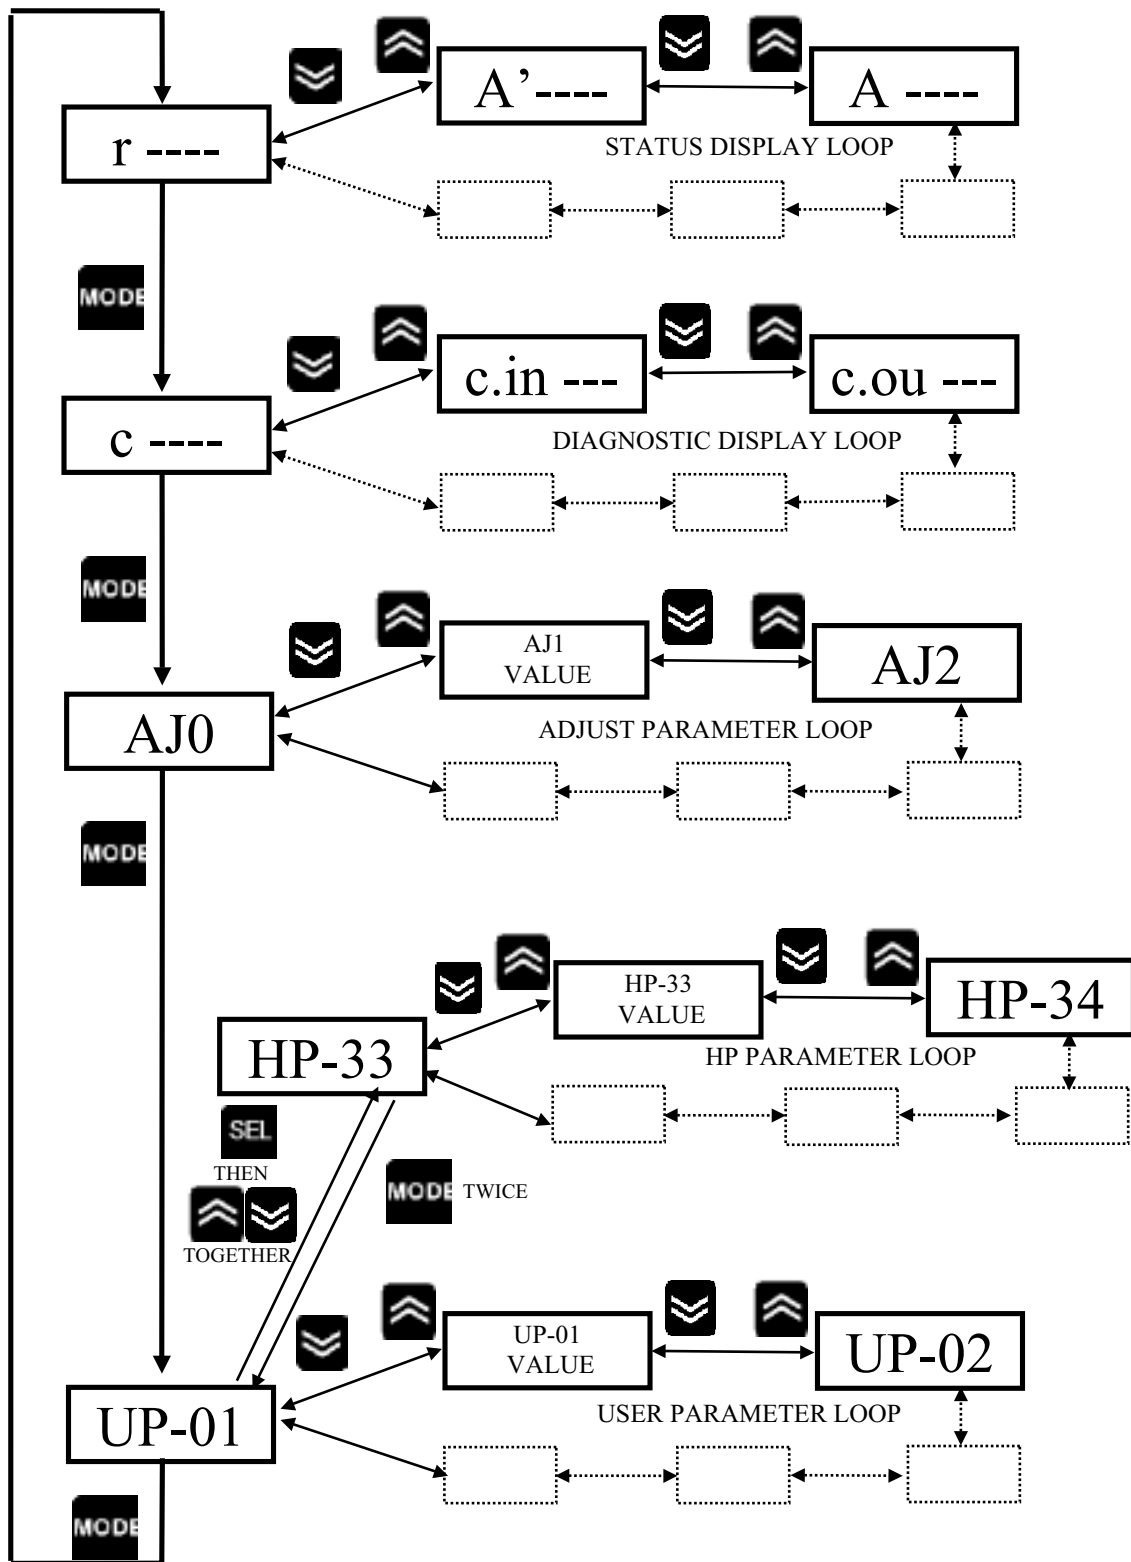 A’----
A ----
r ----
STATUS DISPLAY LOOP
MODE
c.in ---
c.ou ---
c ----
DIAGNOSTIC DISPLAY LOOP
MODE
AJ1
VALUE
AJ2
AJ0
ADJUST PARAMETER LOOP
MODE
HP-33
VALUE
HP-34
HP-33
HP PARAMETER LOOP
SEL
THEN
TOGETHER
MODE TWICE
UP-01
VALUE
UP-02
UP-01
USER PARAMETER LOOP
MODE